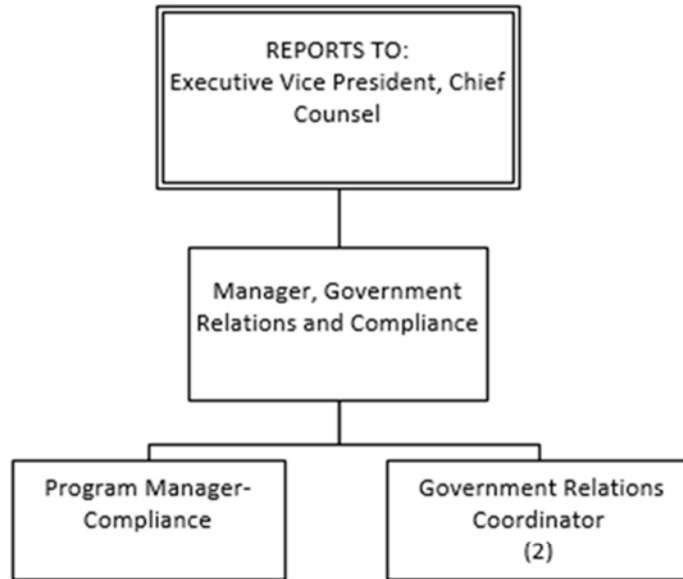 REPORTS TO:
Executive Vice President, Chief
Counsel
Manager, Government
Relations and Compliance
Program Manager-
Compliance
Government Relations
Coordinator
(2)